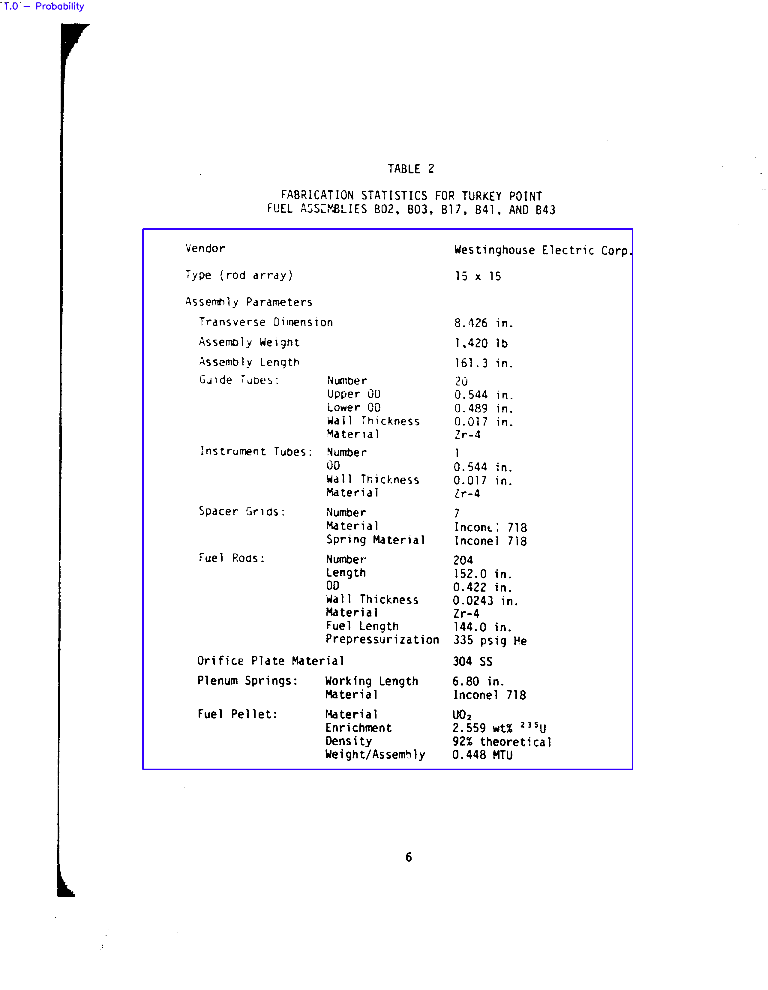 T.0 — Probability
TABLE 2
FABRICATION STATISTICS FOR TURKEY POINT
FUEL ASSEMBLIES B02, B03, B17, B41, AND B43
Vendor Westinghouse Electric Corp.
Type (rod array) 15 x 15
Assembly Parameters
Transverse Dimension 8.426 in.
Assembly Weight 1,420 lb
Assembly Length 161.3 in.
Guide Tubes: Number 20
Upper OD 0.544 in.
Lower OD 0.489 in.
Wall Thickness 0.017 in.
Material Zr-4
Instrument Tubes: Number 1
OD 0.544 in.
Wall Thickness 0.017 in.
Material Zr-4
Spacer Grids: Number 7
Material Inconel 718
Spring Material Inconel 718
Fuel Rods: Number 204
Length 152.0 in.
OD 0.422 in.
Wall Thickness 0.0243 in.
Material Zr-4
Fuel Length 144.0 in.
Prepressurization 335 psig He
Orifice Plate Material 304 SS
Plenum Springs: Working Length 6.80 in.
Material Inconel 718
Fuel Pellet: Material UO₂
Enrichment 2.559 wt% ²³⁵U
Density 92% theoretical
Weight/Assembly 0.448 MTU
6